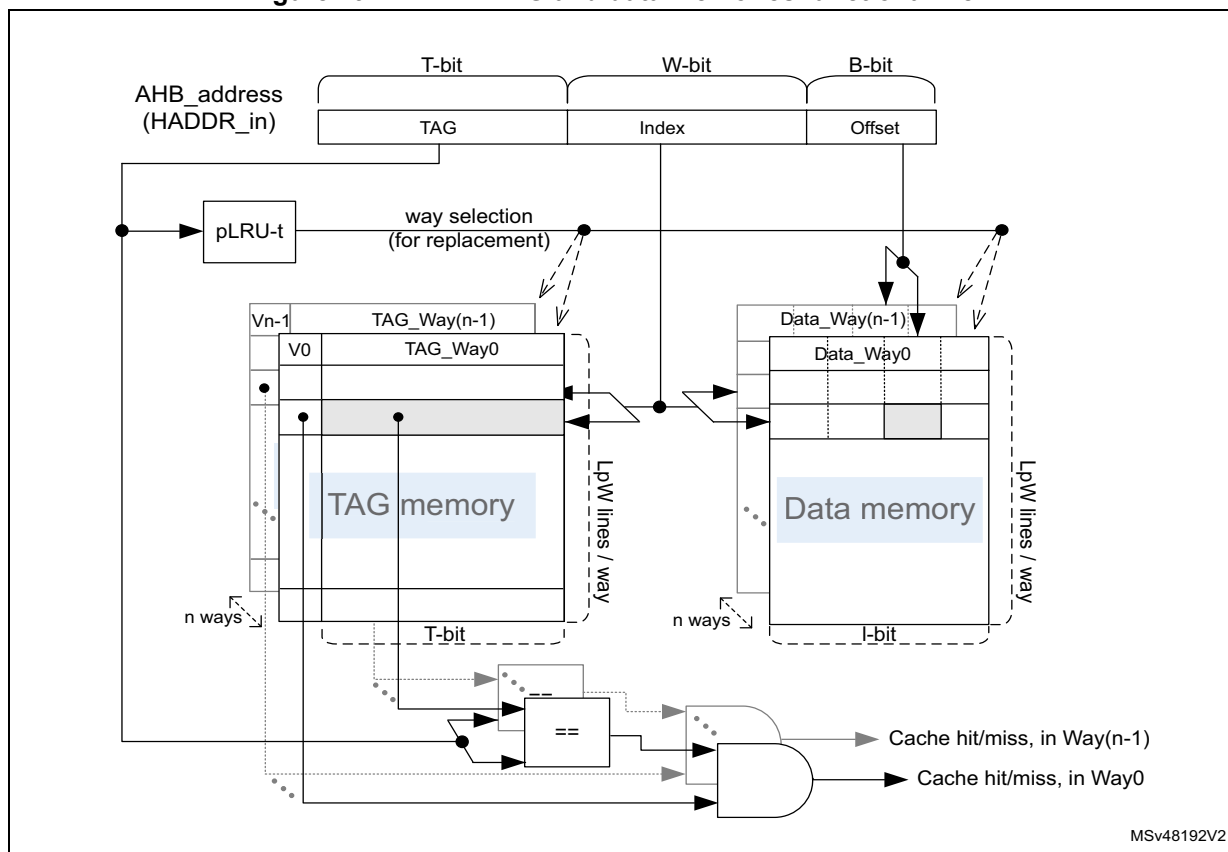 T-bit
W-bit
B-bit
AHB_address
(HADDR_in)
TAG
Index
Offset
pLRU-t
way selection
(for replacement)
Vn-1
TAG_Way(n-1)
V0
TAG_Way0
Data_Way(n-1)
Data_Way0
TAG memory
LpW lines / way
Data memory
LpW lines / way
n ways
T-bit
n ways
I-bit
==
==
Cache hit/miss, in Way(n-1)
Cache hit/miss, in Way0
MSv48192V2